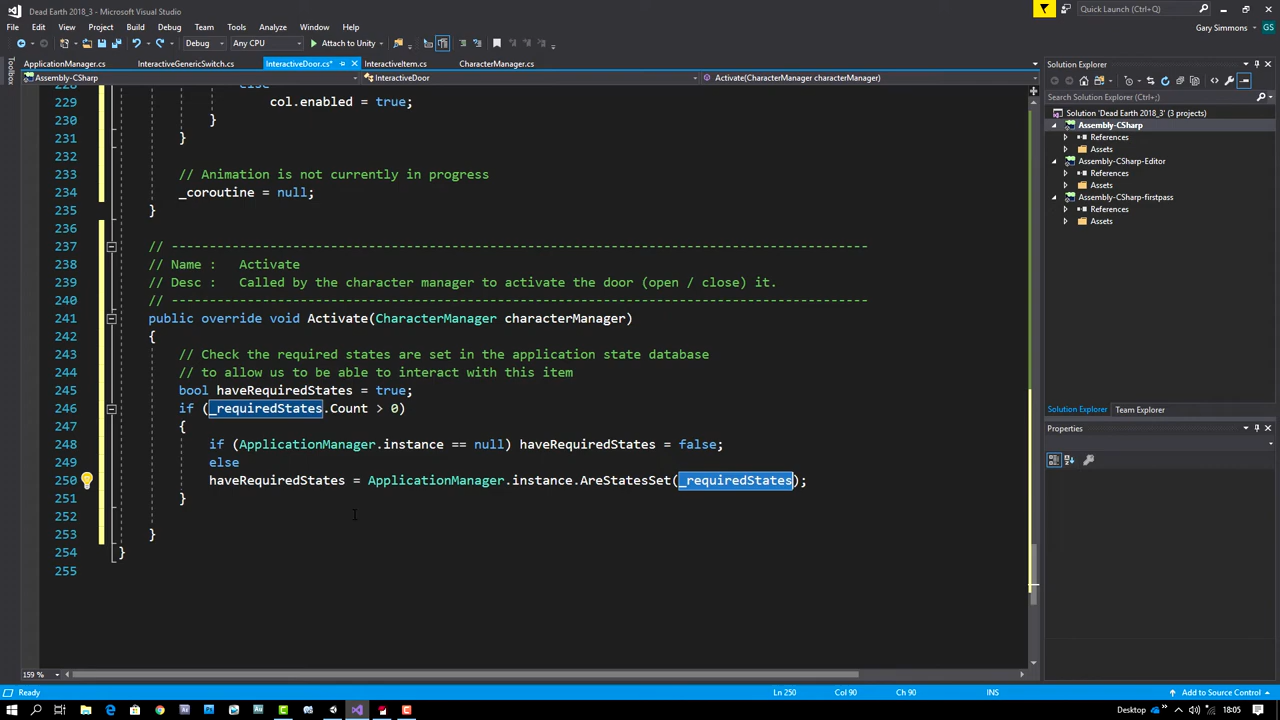 Dead Earth 2018_3 - Microsoft Visual Studio
Quick Launch (Ctrl+Q)
File Edit View Project Build Debug Team Tools Analyze Window Help
Gary Simmons GS
Debug Any CPU Attach to Unity
Toolbox
ApplicationManager.cs InteractiveGenericSwitch.cs InteractiveDoor.cs* InteractiveItem.cs CharacterManager.cs
Assembly-CSharp InteractiveDoor Activate(CharacterManager characterManager)
228 else
229 col.enabled = true;
230 }
231 }
232
233 // Animation is not currently in progress
234 _coroutine = null;
235 }
236
237 // --------------------------------------------------------------------------------------------
238 // Name : Activate
239 // Desc : Called by the character manager to activate the door (open / close) it.
240 // --------------------------------------------------------------------------------------------
241 public override void Activate(CharacterManager characterManager)
242 {
243 // Check the required states are set in the application state database
244 // to allow us to be able to interact with this item
245 bool haveRequiredStates = true;
246 if (_requiredStates.Count > 0)
247 {
248 if (ApplicationManager.instance == null) haveRequiredStates = false;
249 else
250 haveRequiredStates = ApplicationManager.instance.AreStatesSet(_requiredStates);
251 }
252
253 }
254 }
255
159 %
Solution Explorer
Search Solution Explorer (Ctrl+;)
Solution 'Dead Earth 2018_3' (3 projects)
Assembly-CSharp
References
Assets
Assembly-CSharp-Editor
References
Assets
Assembly-CSharp-firstpass
References
Assets
Solution Explorer Team Explorer
Properties
Ready Ln 250 Col 90 Ch 90 INS Add to Source Control
Desktop 18:05